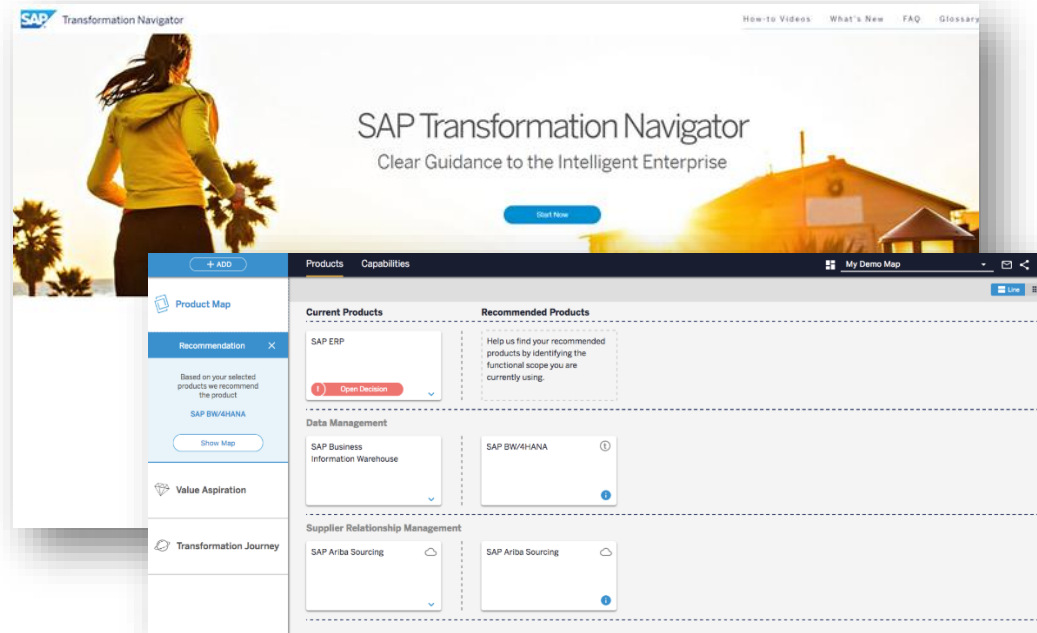 SAP Transformation Navigator
How-to Videos What's New FAQ Glossary
SAP Transformation Navigator
Clear Guidance to the Intelligent Enterprise
Start Now
+ ADD
Products Capabilities
My Demo Map
Product Map
Line
Current Products Recommended Products
Recommendation X
SAP ERP
! Open Decision
Help us find your recommended
products by identifying the
functional scope you are
currently using.
Based on your selected
products we recommend
the product
SAP BW/4HANA
Show Map
Data Management
SAP Business
Information Warehouse
SAP BW/4HANA t
i
Value Aspiration
Supplier Relationship Management
Transformation Journey
SAP Ariba Sourcing
SAP Ariba Sourcing
i